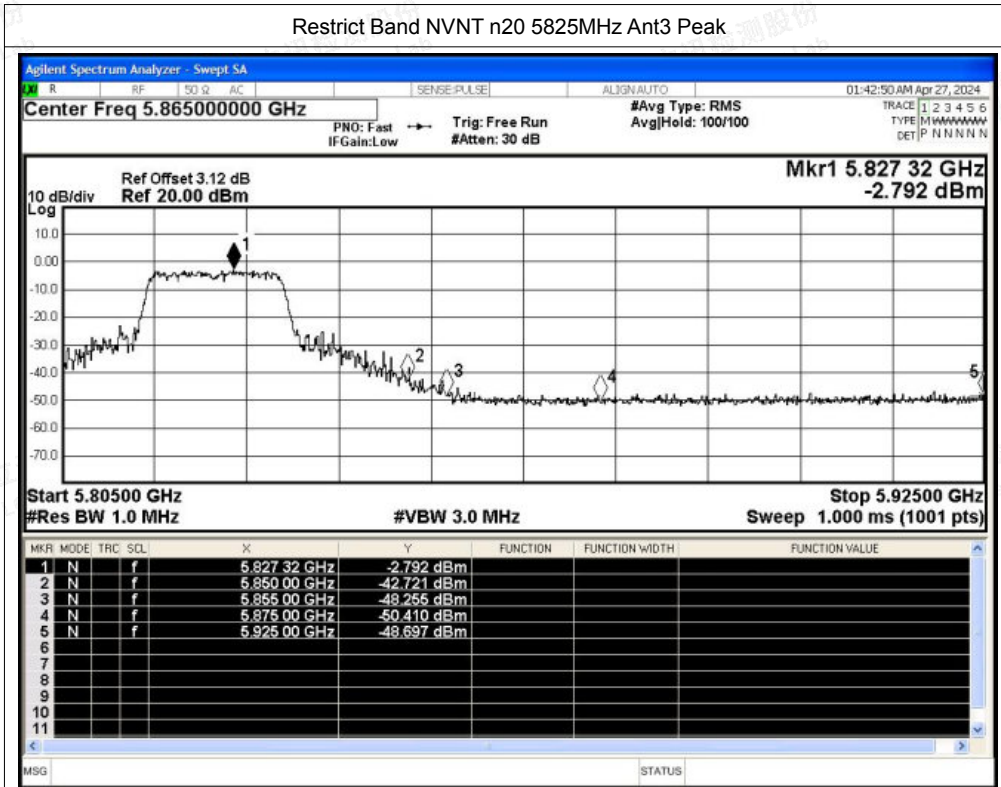 Restrict Band NVNT n20 5825MHz Ant3 Peak
Agilent Spectrum Analyzer - Swept SA
LXI R RF 50 Ω AC SENSE:PULSE ALIGNAUTO 01:42:50 AM Apr 27, 2024
Center Freq 5.865000000 GHz #Avg Type: RMS TRACE 1 2 3 4 5 6
PNO: Fast Trig: Free Run Avg|Hold: 100/100 TYPE M WWWWW
IFGain:Low #Atten: 30 dB DET P N N N N N
Mkr1 5.827 32 GHz
Ref Offset 3.12 dB
10 dB/div Ref 20.00 dBm -2.792 dBm
Log
10.0
1
0.00
-10.0
-20.0
-30.0
2
-40.0
3 4 5
-50.0
-60.0
-70.0
Start 5.80500 GHz Stop 5.92500 GHz
#Res BW 1.0 MHz #VBW 3.0 MHz Sweep 1.000 ms (1001 pts)
MKR MODE TRC SCL X Y FUNCTION FUNCTION WIDTH FUNCTION VALUE
1 N f 5.827 32 GHz -2.792 dBm
2 N f 5.850 00 GHz -42.721 dBm
3 N f 5.855 00 GHz -48.255 dBm
4 N f 5.875 00 GHz -50.410 dBm
5 N f 5.925 00 GHz -48.697 dBm
6
7
8
9
10
11
MSG STATUS